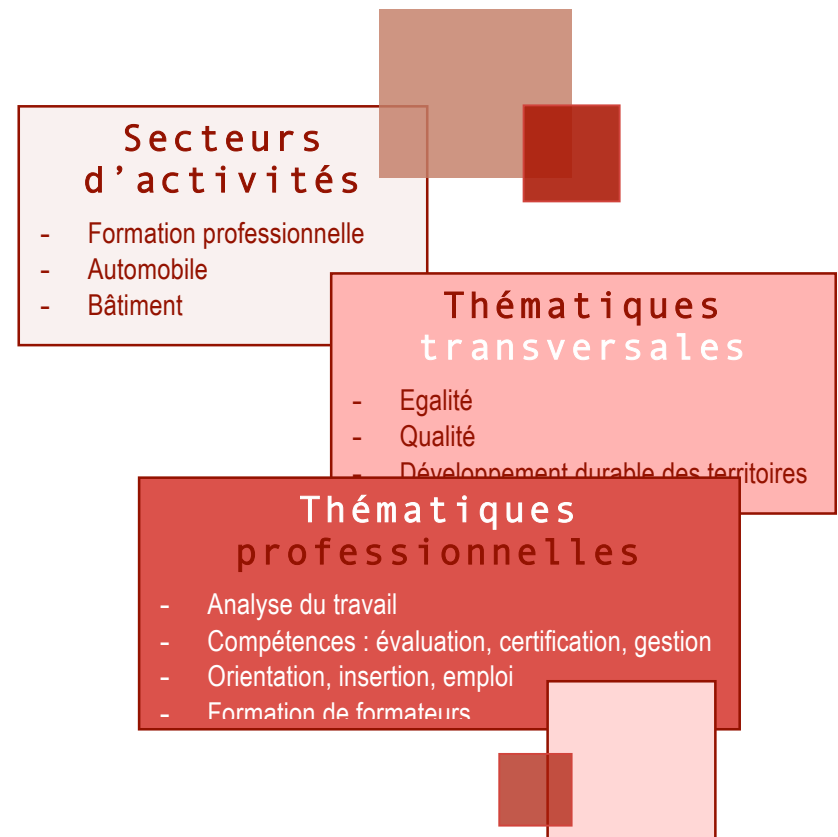 Secteurs
d’activités
- Formation professionnelle
- Automobile
- Bâtiment
Thématiques
transversales
- Egalité
- Qualité
- Développement durable des territoires
Thématiques
professionnelles
- Analyse du travail
- Compétences : évaluation, certification, gestion
- Orientation, insertion, emploi
- Formation de formateurs